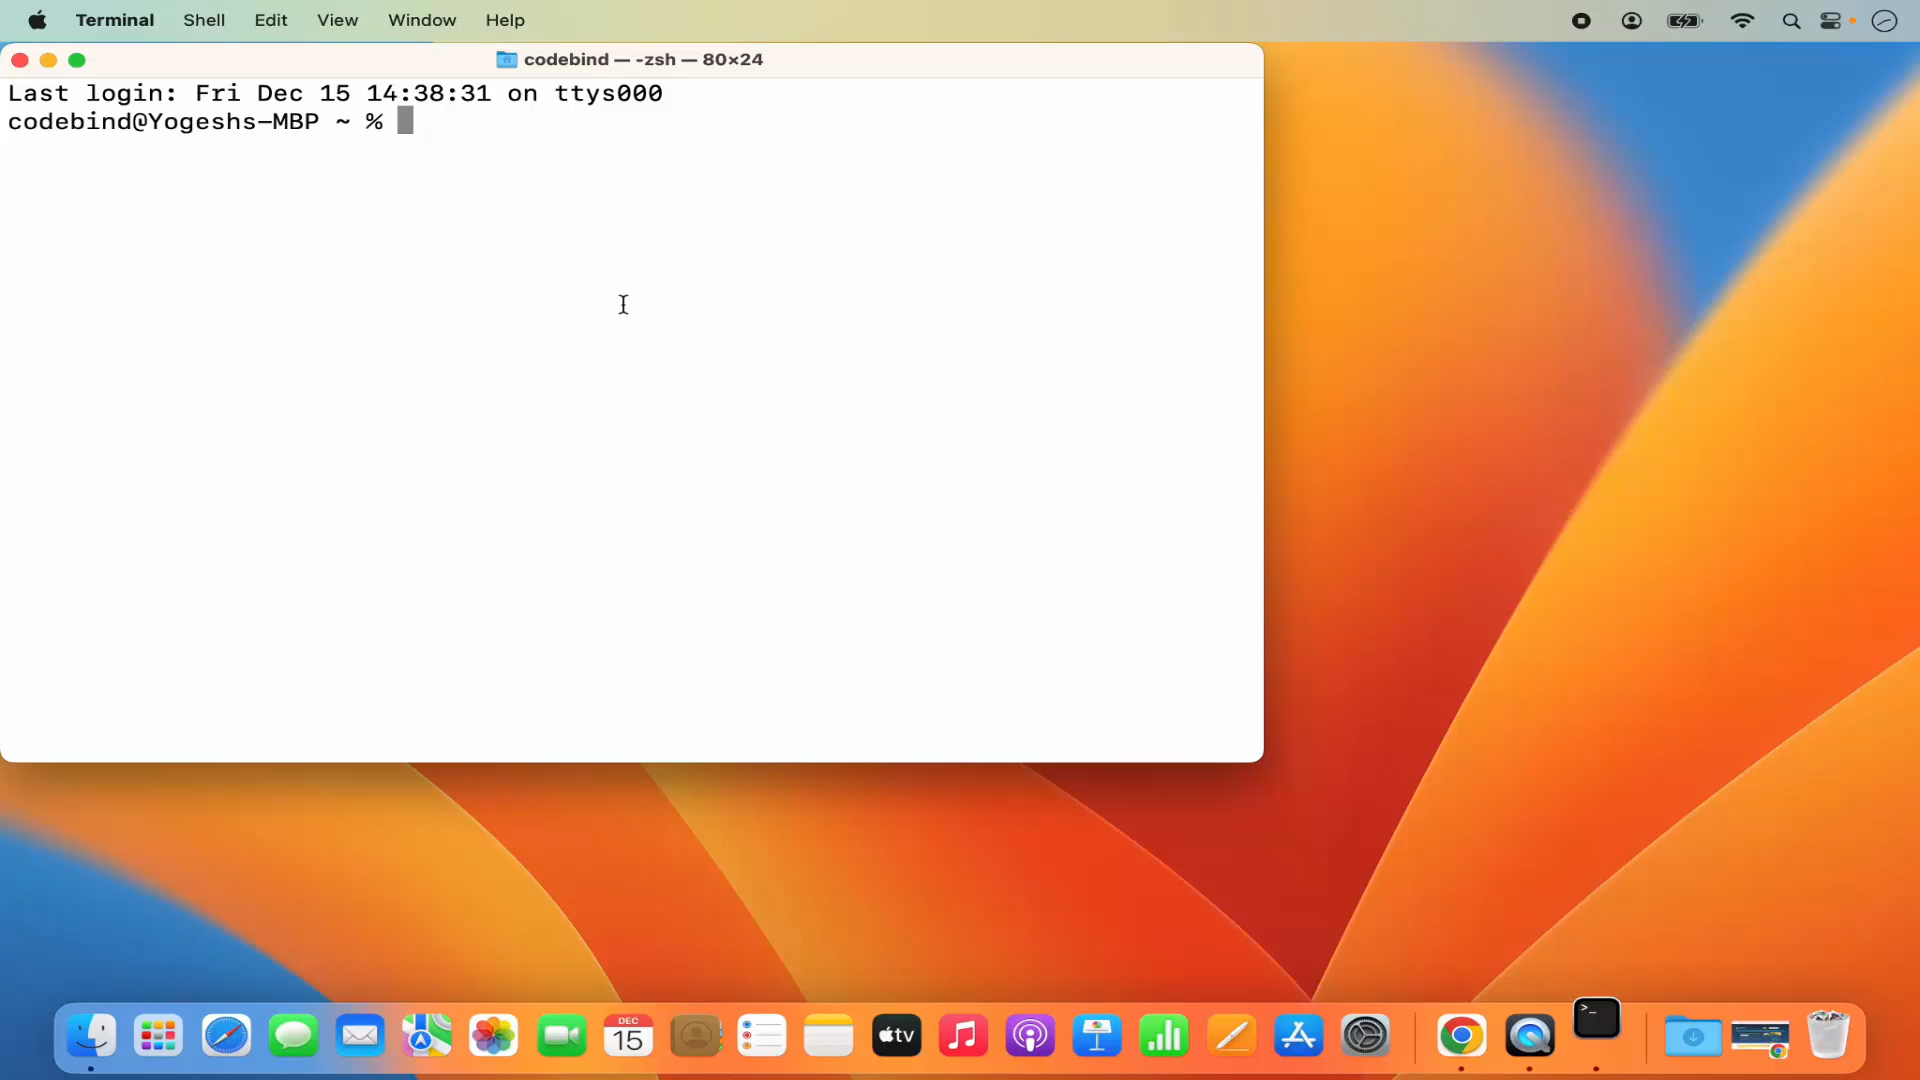 Terminal Shell Edit View Window Help
codebind — -zsh — 80×24
Last login: Fri Dec 15 14:38:31 on ttys000
codebind@Yogeshs-MBP ~ %
DEC
15
tv
>_